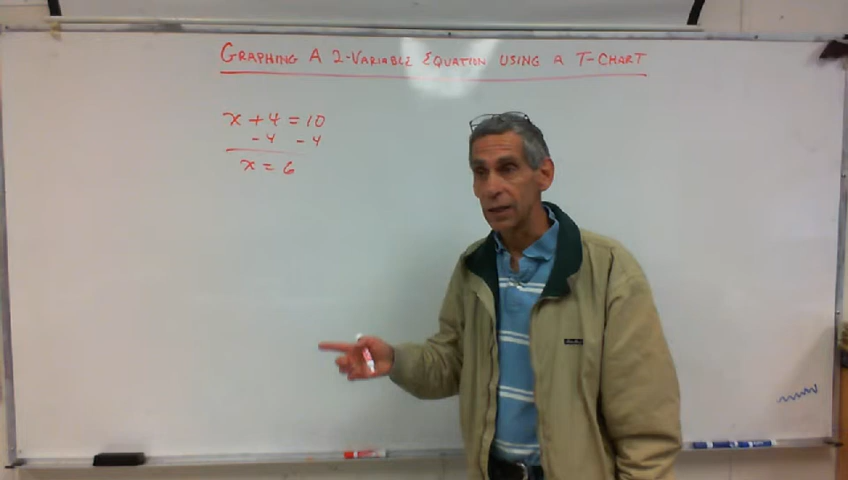 GRAPHING A 2-VARIABLE EQUATION USING A T-CHART
x + 4 = 10
- 4 - 4
x = 6